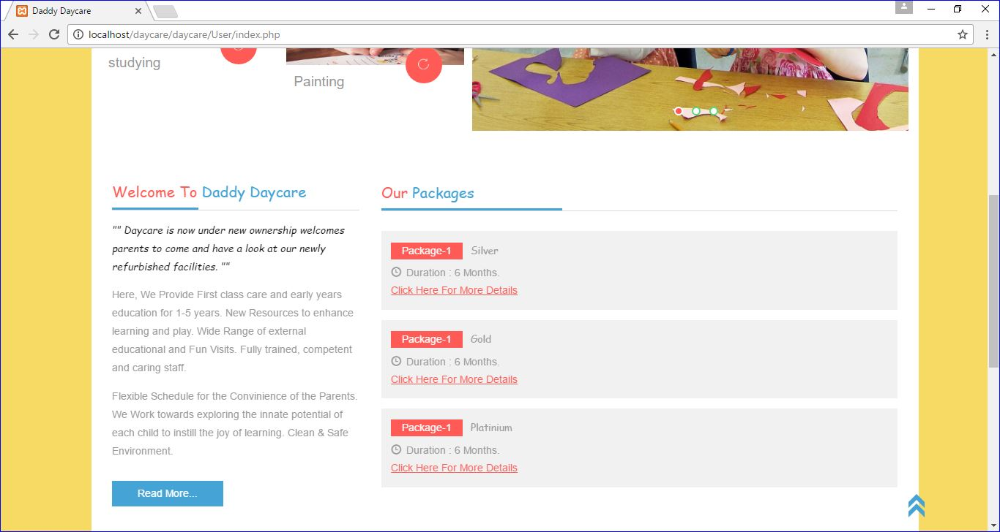 Daddy Daycare
localhost/daycare/daycare/User/index.php
studying
Painting
Welcome To Daddy Daycare
"" Daycare is now under new ownership welcomes
parents to come and have a look at our newly
refurbished facilities. ""
Here, We Provide First class care and early years
education for 1-5 years. New Resources to enhance
learning and play. Wide Range of external
educational and Fun Visits. Fully trained, competent
and caring staff.
Flexible Schedule for the Convinience of the Parents.
We Work towards exploring the innate potential of
each child to instill the joy of learning. Clean & Safe
Environment.
Read More...
Our Packages
Package-1 Silver
Duration : 6 Months.
Click Here For More Details
Package-1 Gold
Duration : 6 Months.
Click Here For More Details
Package-1 Platinium
Duration : 6 Months.
Click Here For More Details